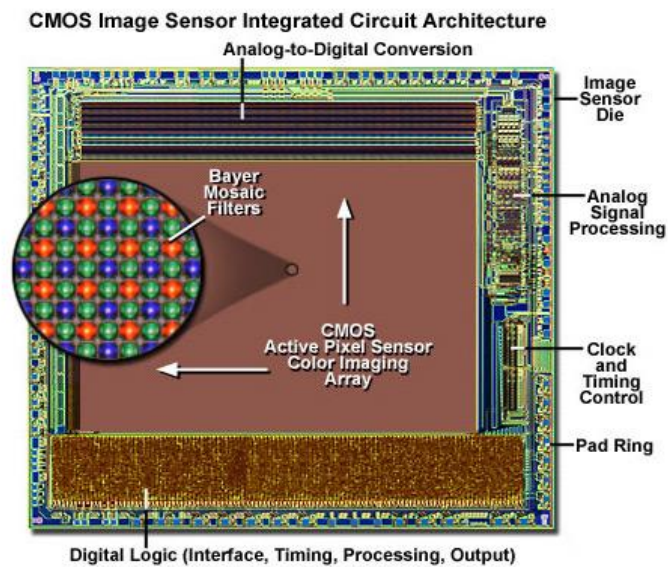 CMOS Image Sensor Integrated Circuit Architecture
Analog-to-Digital Conversion
Image
Sensor
Die
Bayer
Mosaic
Filters
Analog
Signal
Processing
CMOS
Active Pixel Sensor
Color Imaging
Array
Clock
and
Timing
Control
Pad Ring
Digital Logic (Interface, Timing, Processing, Output)